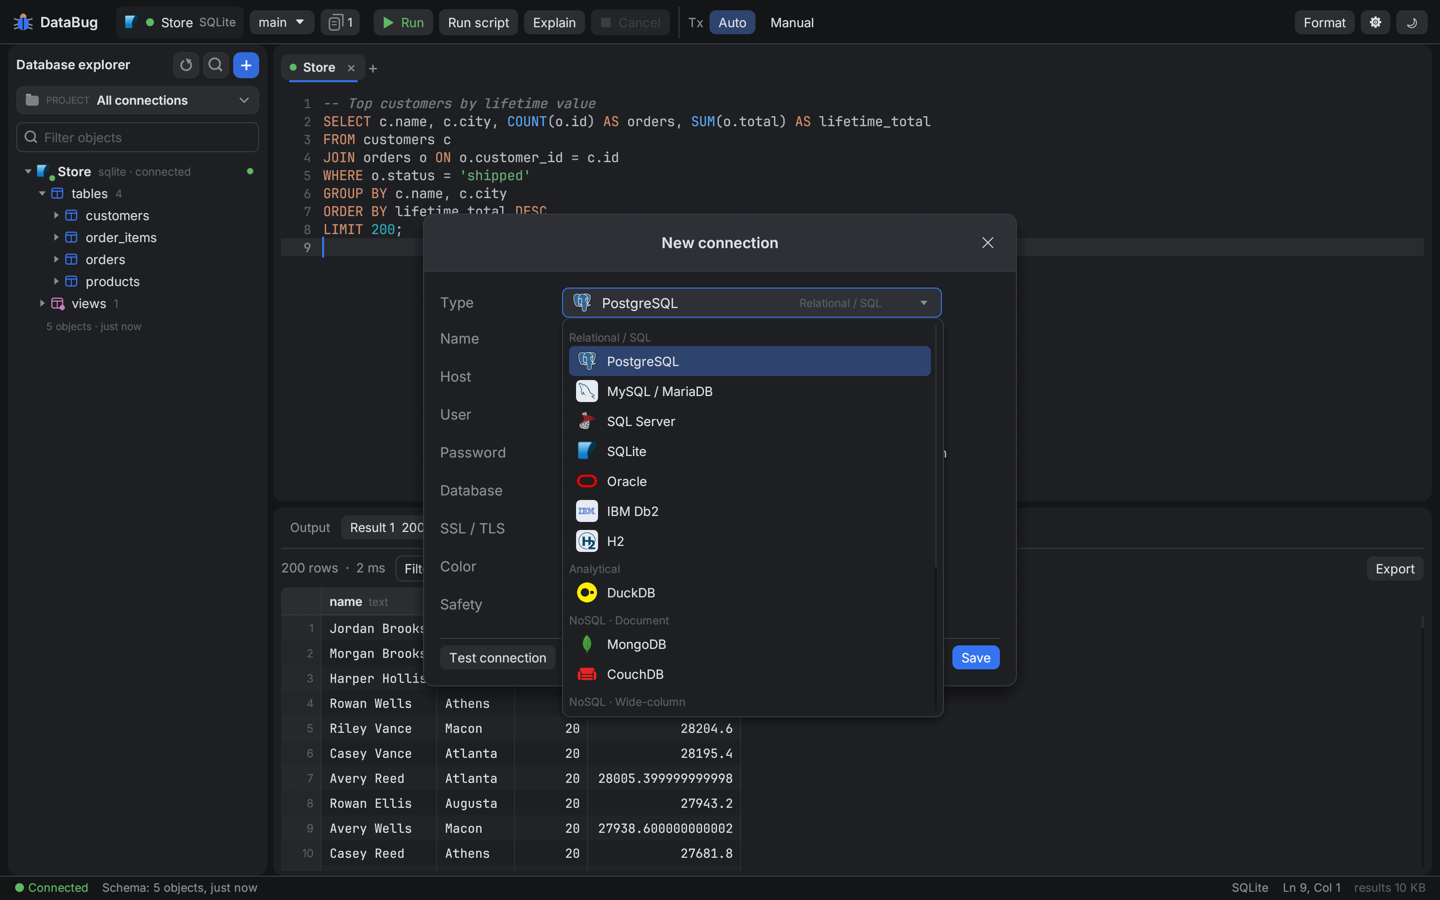 DataBug
Store SQLite
main
1
Run
Run script
Explain
Cancel
Tx
Auto
Manual
Format
Database explorer
PROJECT All connections
Filter objects
Store sqlite · connected
tables 4
customers
order_items
orders
products
views 1
5 objects · just now
Store
1 -- Top customers by lifetime value
2 SELECT c.name, c.city, COUNT(o.id) AS orders, SUM(o.total) AS lifetime_total
3 FROM customers c
4 JOIN orders o ON o.customer_id = c.id
5 WHERE o.status = 'shipped'
6 GROUP BY c.name, c.city
7 ORDER BY lifetime_total DESC
8 LIMIT 200;
9
New connection
Type
PostgreSQL Relational / SQL
Name
Host
User
Password
Database
SSL / TLS
Color
Safety
Relational / SQL
PostgreSQL
MySQL / MariaDB
SQL Server
SQLite
Oracle
IBM Db2
IBM
H2
H2
Analytical
DuckDB
NoSQL · Document
MongoDB
CouchDB
NoSQL · Wide-column
Test connection
Save
Output
Result 1 200
200 rows · 2 ms
Export
name text
1 Jordan Brooks
2 Morgan Brooks
3 Harper Hollis
4 Rowan Wells Athens
5 Riley Vance Macon 20 28204.6
6 Casey Vance Atlanta 20 28195.4
7 Avery Reed Atlanta 20 28005.399999999998
8 Rowan Ellis Augusta 20 27943.2
9 Avery Wells Macon 20 27938.600000000002
10 Casey Reed Athens 20 27681.8
Connected
Schema: 5 objects, just now
SQLite
Ln 9, Col 1
results 10 KB